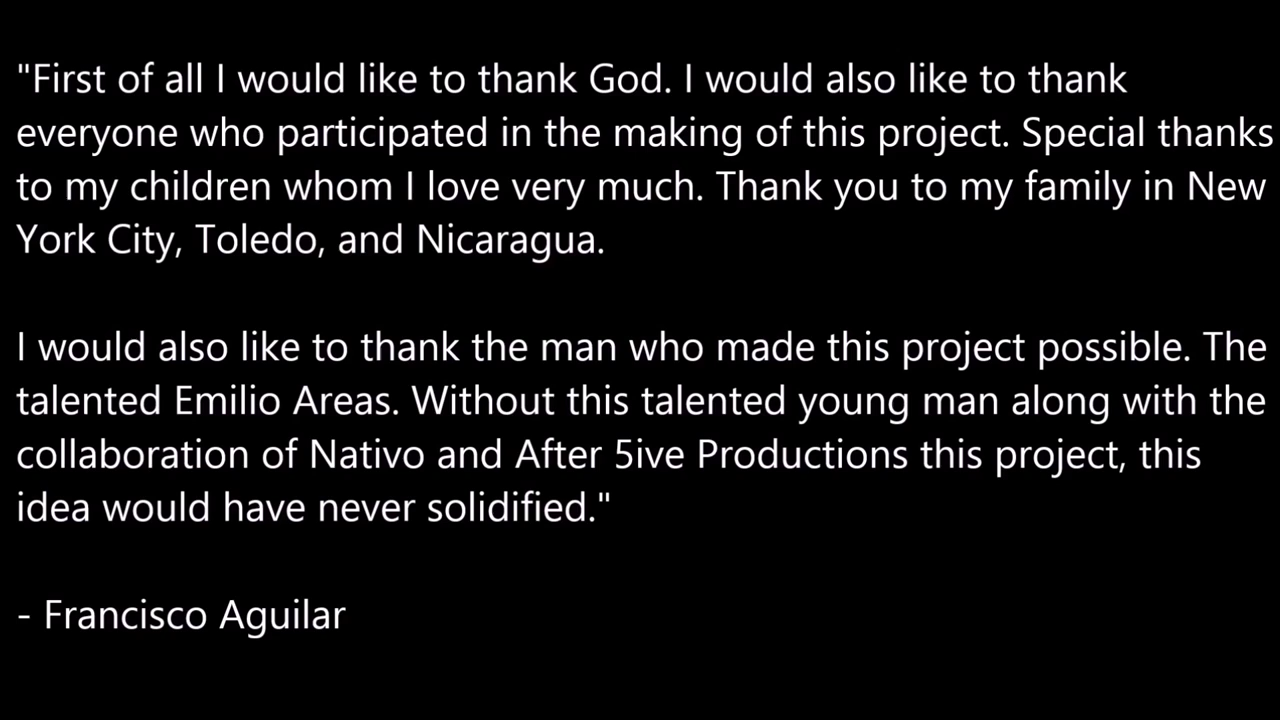 "First of all I would like to thank God. I would also like to thank
everyone who participated in the making of this project. Special thanks
to my children whom I love very much. Thank you to my family in New
York City, Toledo, and Nicaragua.
I would also like to thank the man who made this project possible. The
talented Emilio Areas. Without this talented young man along with the
collaboration of Nativo and After 5ive Productions this project, this
idea would have never solidified."
- Francisco Aguilar